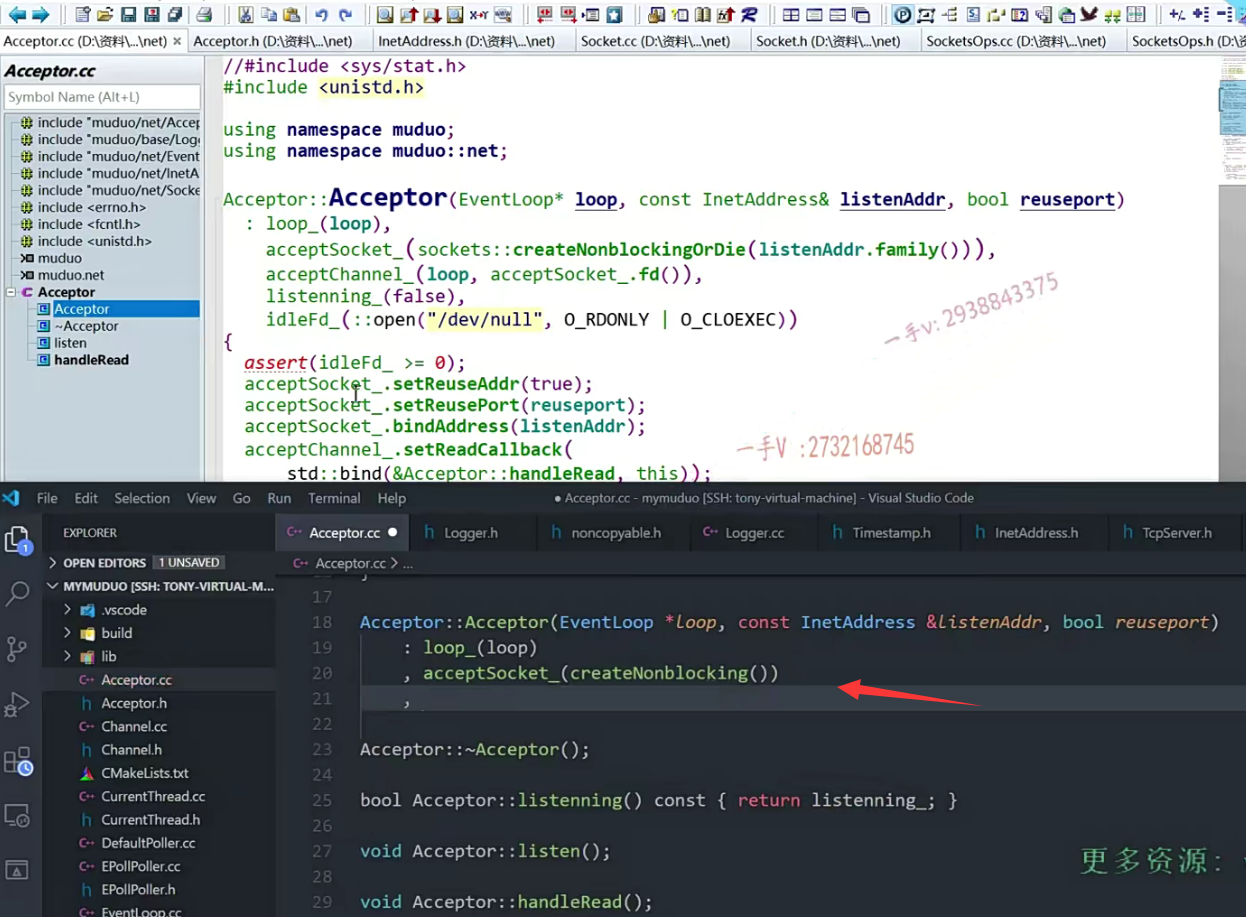 Acceptor.cc (D:\资料\...\net) × Acceptor.h (D:\资料\...\net) InetAddress.h (D:\资料\...\net) Socket.cc (D:\资料\...\net) Socket.h (D:\资料\...\net) SocketsOps.cc (D:\资料\...\net) SocketsOps.h (D:\资
Acceptor.cc
Symbol Name (Alt+L)
include "muduo/net/Accep
include "muduo/base/Logg
include "muduo/net/Event
include "muduo/net/InetA
include "muduo/net/Socke
include <errno.h>
include <fcntl.h>
include <unistd.h>
muduo
muduo.net
Acceptor
Acceptor
~Acceptor
listen
handleRead
//#include <sys/stat.h>
#include <unistd.h>
using namespace muduo;
using namespace muduo::net;
Acceptor::Acceptor(EventLoop* loop, const InetAddress& listenAddr, bool reuseport)
: loop_(loop),
acceptSocket_(sockets::createNonblockingOrDie(listenAddr.family())),
acceptChannel_(loop, acceptSocket_.fd()),
listenning_(false),
idleFd_(::open("/dev/null", O_RDONLY | O_CLOEXEC))
{
assert(idleFd_ >= 0);
acceptSocket_.setReuseAddr(true);
acceptSocket_.setReusePort(reuseport);
acceptSocket_.bindAddress(listenAddr);
acceptChannel_.setReadCallback(
std::bind(&Acceptor::handleRead, this));
一手v: 2938843375
一手V :2732168745
File Edit Selection View Go Run Terminal Help ● Acceptor.cc - mymuduo [SSH: tony-virtual-machine] - Visual Studio Code
EXPLORER
OPEN EDITORS 1 UNSAVED
MYMUDUO [SSH: TONY-VIRTUAL-M...
.vscode
build
lib
Acceptor.cc
Acceptor.h
Channel.cc
Channel.h
CMakeLists.txt
CurrentThread.cc
CurrentThread.h
DefaultPoller.cc
EPollPoller.cc
EPollPoller.h
EventLoop.cc
1
Acceptor.cc ● Logger.h noncopyable.h Logger.cc Timestamp.h InetAddress.h TcpServer.h
Acceptor.cc > ...
17
18 Acceptor::Acceptor(EventLoop *loop, const InetAddress &listenAddr, bool reuseport)
19 : loop_(loop)
20 , acceptSocket_(createNonblocking())
21 ,
22
23 Acceptor::~Acceptor();
24
25 bool Acceptor::listenning() const { return listenning_; }
26
27 void Acceptor::listen();
28
29 void Acceptor::handleRead();
更多资源: